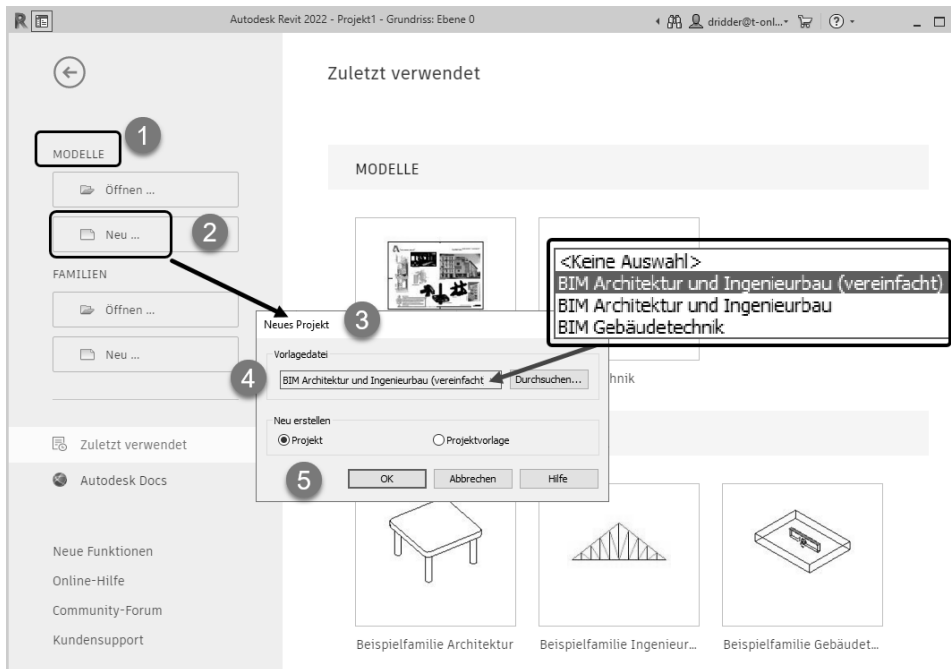 R
Autodesk Revit 2022 - Projekt1 - Grundriss: Ebene 0
dridder@t-onl...
?
Zuletzt verwendet
1
MODELLE
Öffnen ...
Neu ...
2
FAMILIEN
Öffnen ...
Neu ...
Zuletzt verwendet
Autodesk Docs
Neue Funktionen
Online-Hilfe
Community-Forum
Kundensupport
MODELLE
<Keine Auswahl>
BIM Architektur und Ingenieurbau (vereinfacht)
BIM Architektur und Ingenieurbau
BIM Gebäudetechnik
Neues Projekt
3
Vorlagedatei
4
BIM Architektur und Ingenieurbau (vereinfacht
Durchsuchen...
hnik
Neu erstellen
Projekt
Projektvorlage
5
OK
Abbrechen
Hilfe
Beispielfamilie Architektur
Beispielfamilie Ingenieur...
Beispielfamilie Gebäudet...